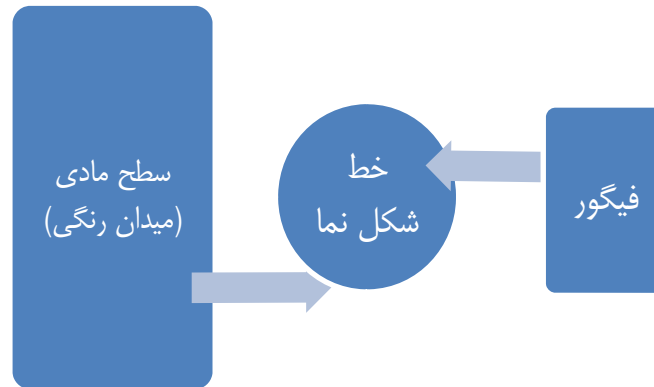 فیگور
خط
شکل نما
سطح مادی
(میدان رنگی)